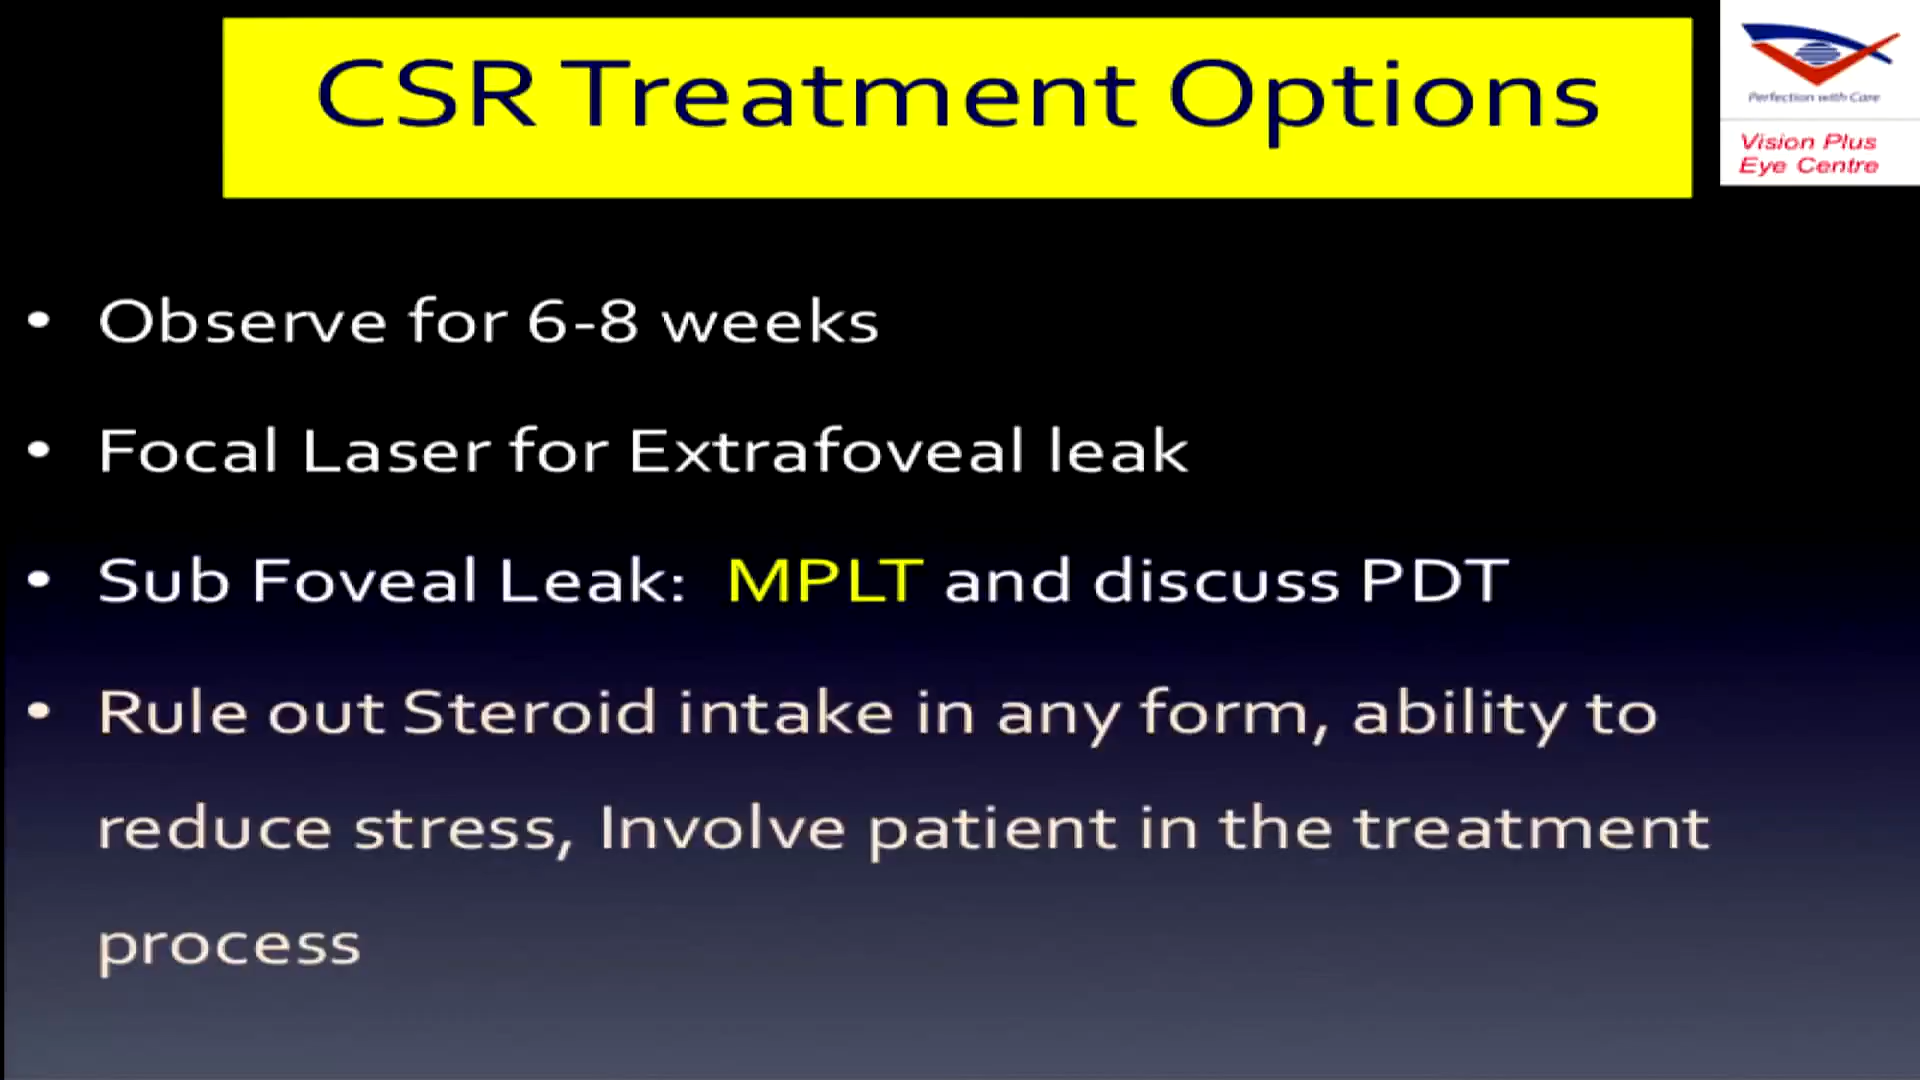 CSR Treatment Options
Perfection with Care
Vision Plus
Eye Centre
• Observe for 6-8 weeks
• Focal Laser for Extrafoveal leak
• Sub Foveal Leak: MPLT and discuss PDT
• Rule out Steroid intake in any form, ability to
reduce stress, Involve patient in the treatment
process